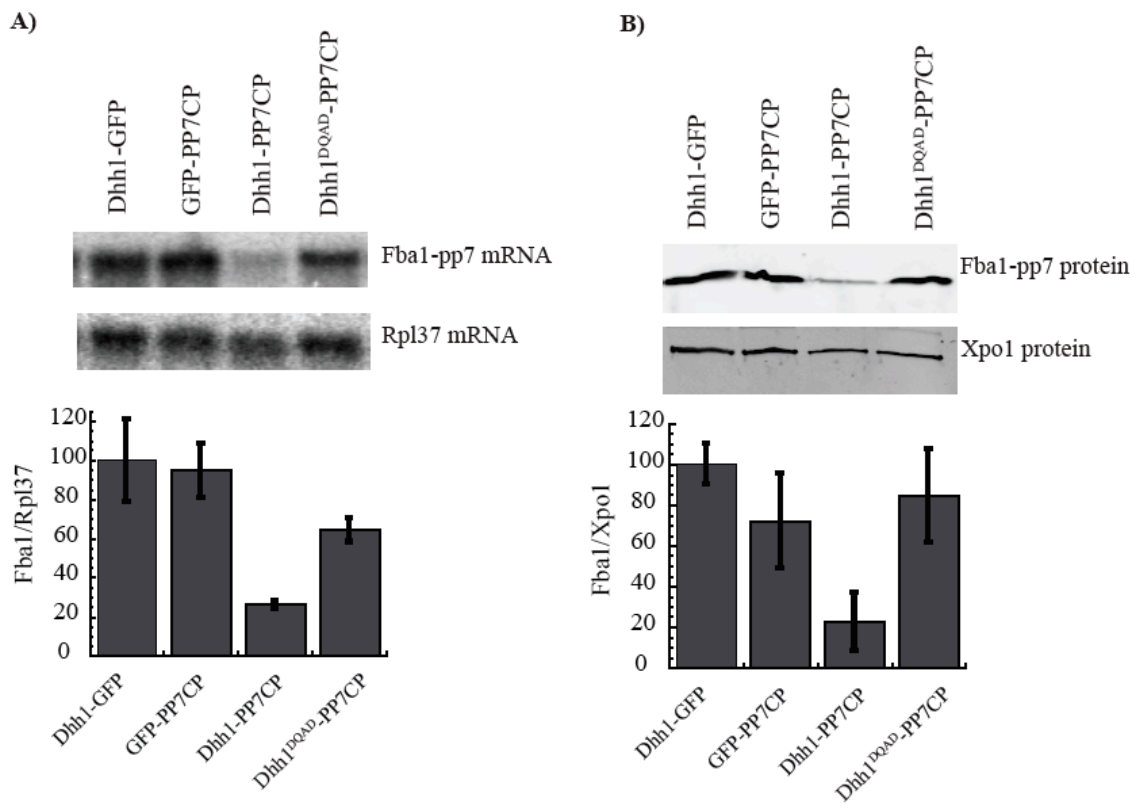 A)
Dhh1-GFP
GFP-PP7CP
Dhh1-PP7CP
Dhh1DQAD-PP7CP
Fba1-pp7 mRNA
Rpl37 mRNA
Fba1/Rpl37
120
100
80
60
40
20
0
Dhh1-GFP
GFP-PP7CP
Dhh1-PP7CP
Dhh1DQAD-PP7CP
B)
Dhh1-GFP
GFP-PP7CP
Dhh1-PP7CP
Dhh1DQAD-PP7CP
Fba1-pp7 protein
Xpo1 protein
Fba1/Xpo1
120
100
80
60
40
20
0
Dhh1-GFP
GFP-PP7CP
Dhh1-PP7CP
Dhh1DQAD-PP7CP